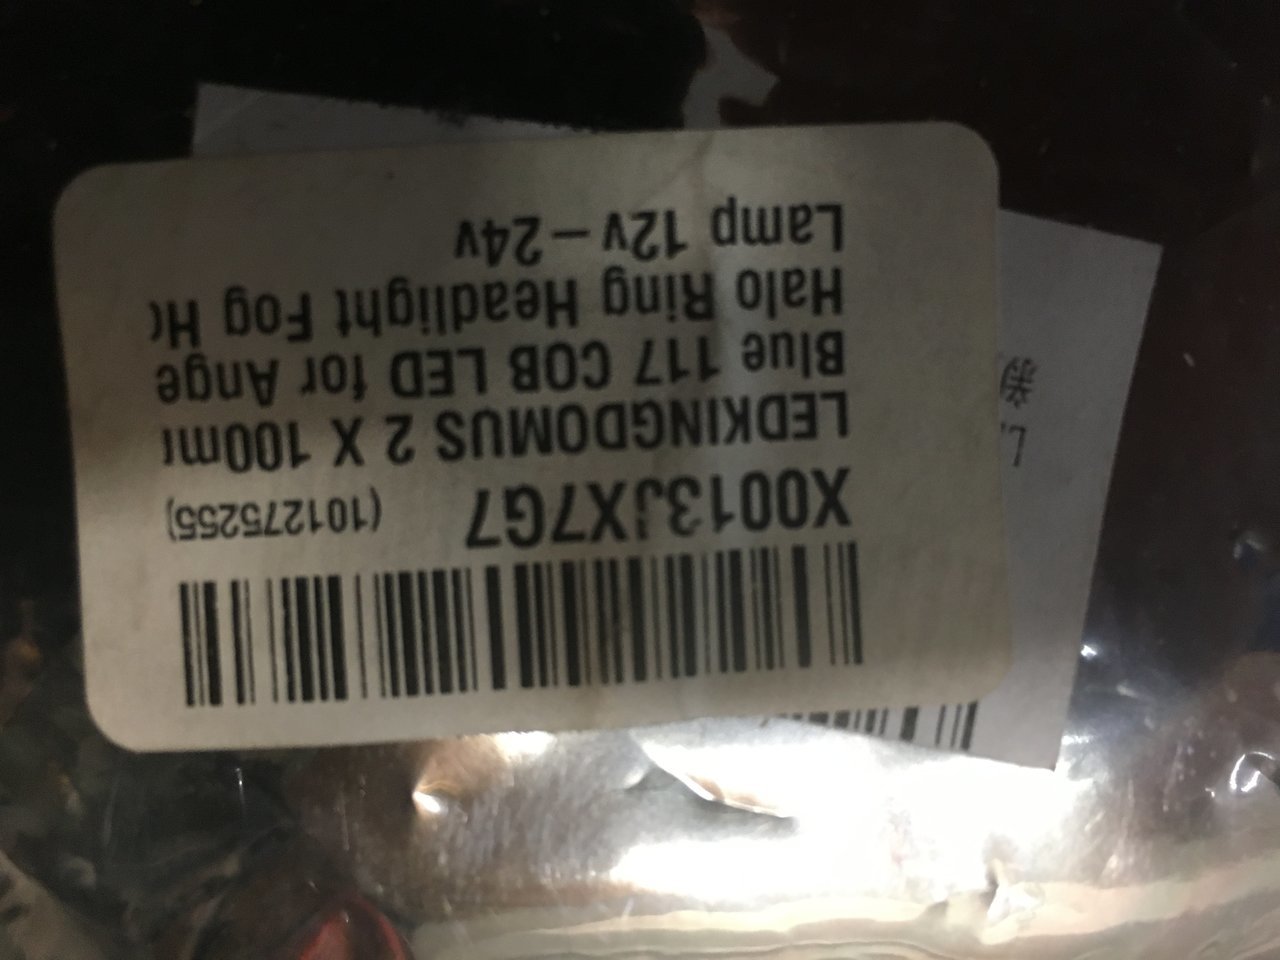 X0013JX7G7 (101275255)
LEDKINGDOMUS 2 X 100m
Blue 117 COB LED for Ange
Halo Ring Headlight Fog H
Lamp 12v – 24v